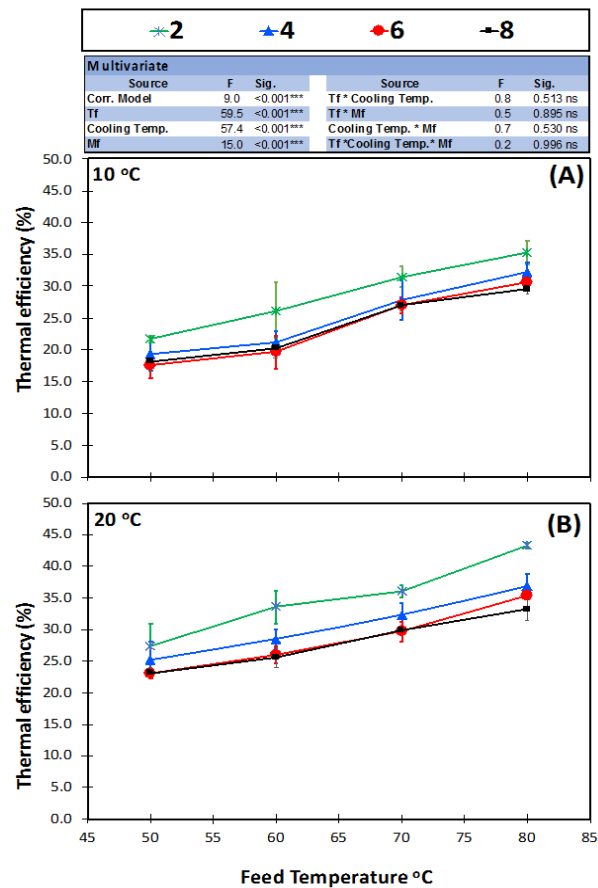 2 4 6 8
Multivariate
Source F Sig. Source F Sig.
Corr. Model 9.0 <0.001*** Tf * Cooling Temp. 0.8 0.513 ns
Tf 59.5 <0.001*** Tf * Mf 0.5 0.895 ns
Cooling Temp. 57.4 <0.001*** Cooling Temp. * Mf 0.7 0.530 ns
Mf 15.0 <0.001*** Tf *Cooling Temp.* Mf 0.2 0.996 ns
50.0
10 °C (A)
45.0
40.0
35.0
30.0
25.0
20.0
15.0
10.0
5.0
0.0
Thermal efficiency (%)
50.0
20 °C (B)
45.0
40.0
35.0
30.0
25.0
20.0
15.0
10.0
5.0
0.0
Thermal efficiency (%)
45 50 55 60 65 70 75 80 85
Feed Temperature °C